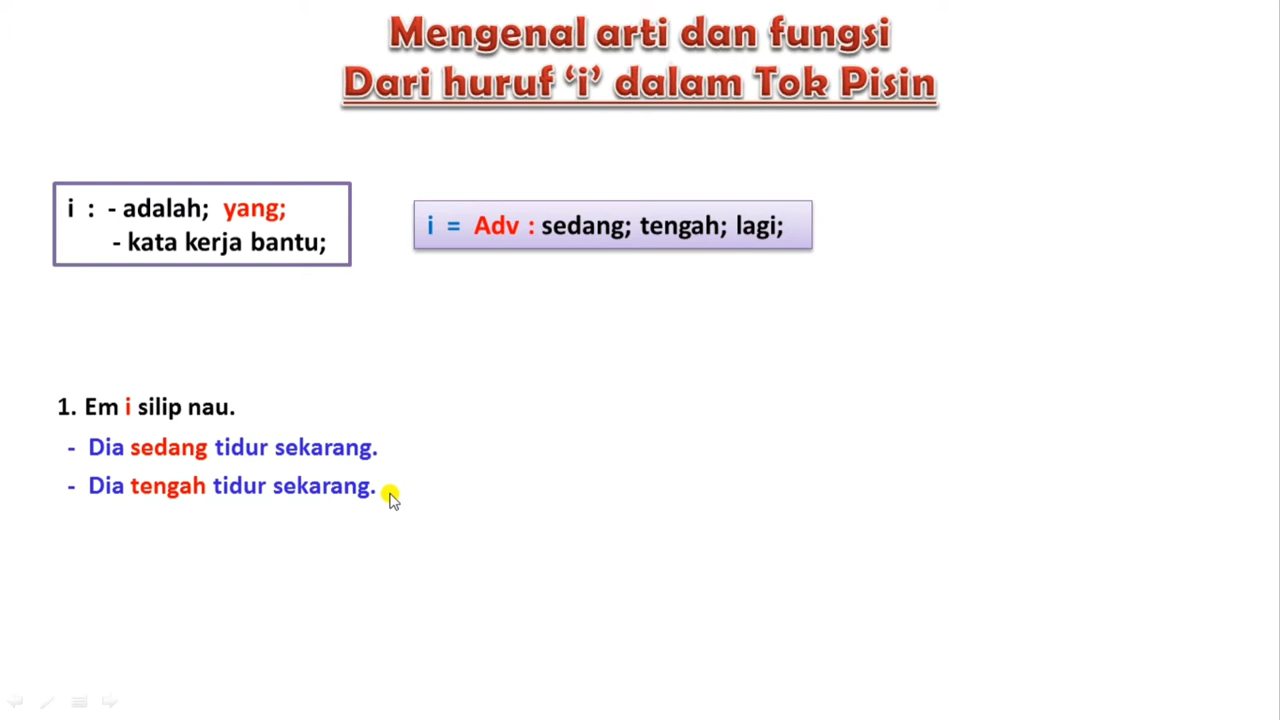 Mengenal arti dan fungsi
Dari huruf ‘i’ dalam Tok Pisin
i : - adalah; yang;
- kata kerja bantu;
i = Adv : sedang; tengah; lagi;
1. Em i silip nau.
- Dia sedang tidur sekarang.
- Dia tengah tidur sekarang.